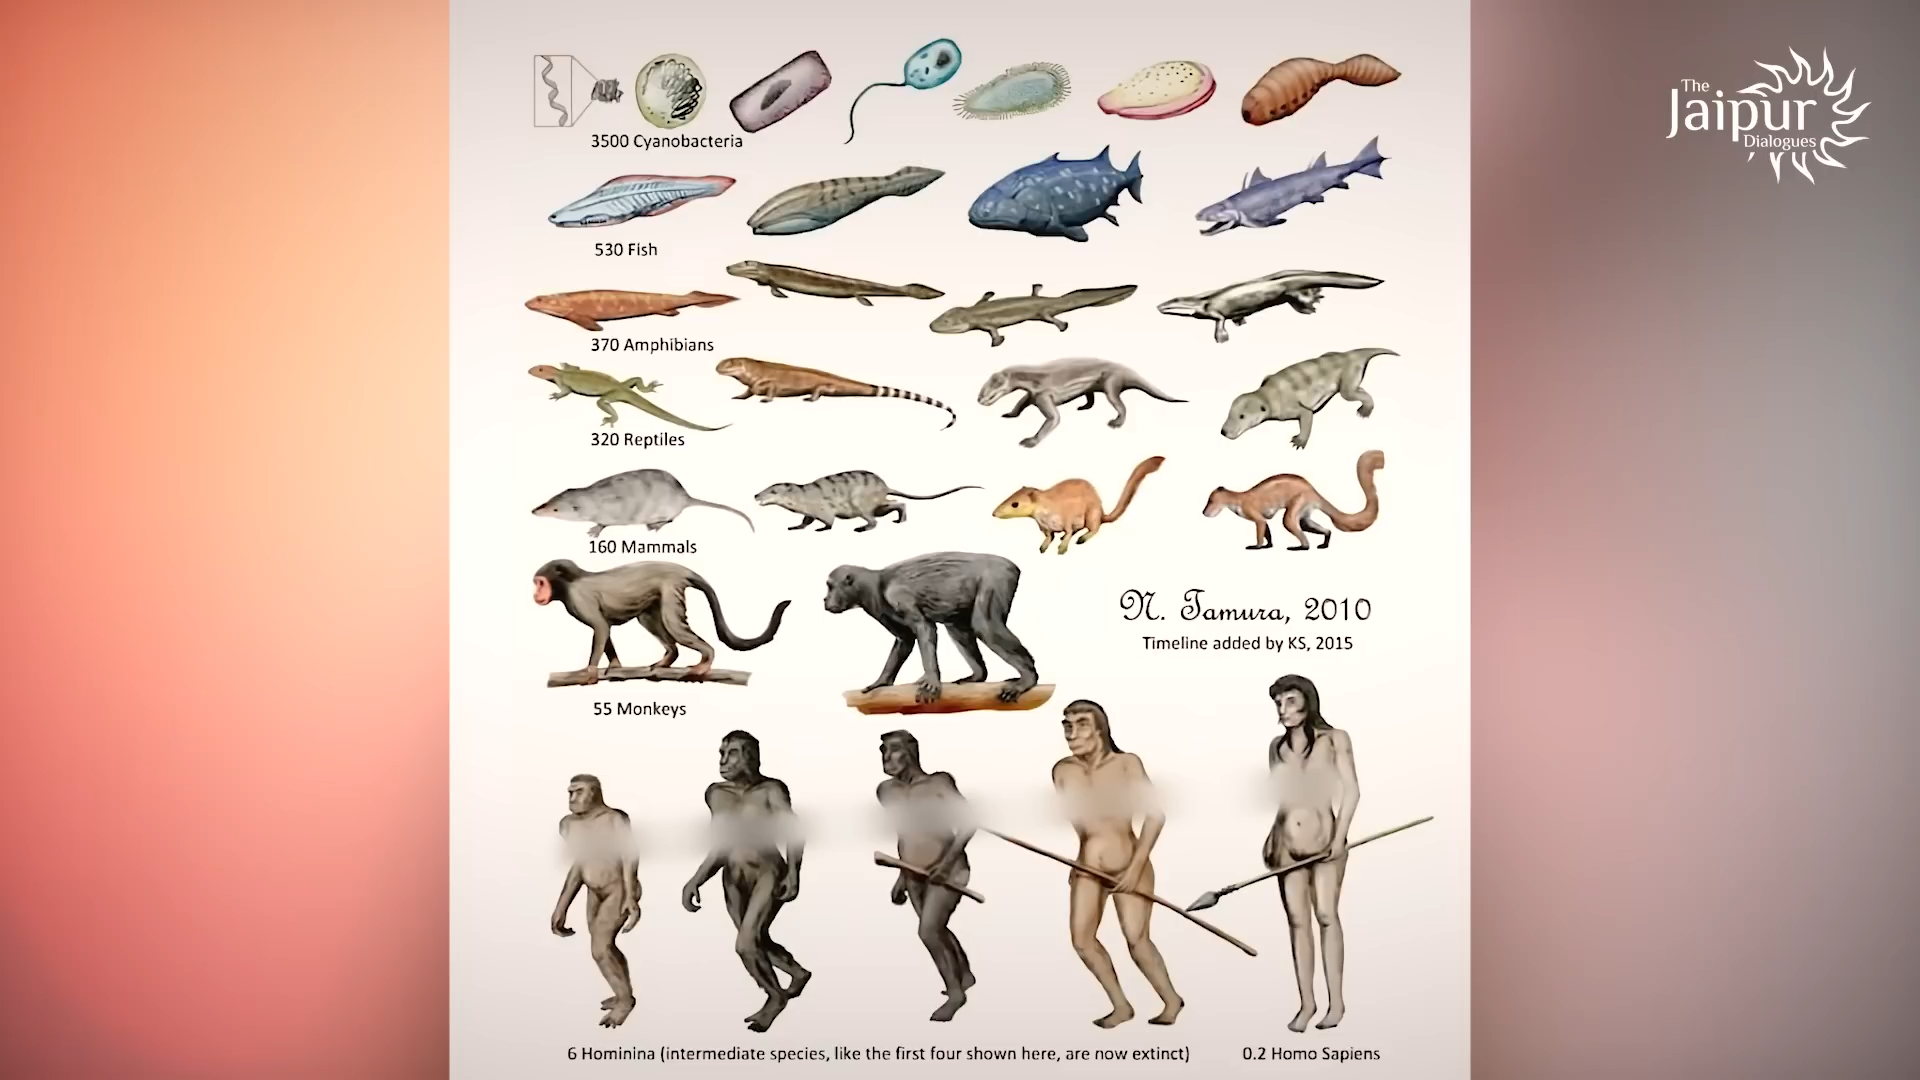 The
Jaipur
Dialogues
3500 Cyanobacteria
530 Fish
370 Amphibians
320 Reptiles
160 Mammals
N. Tamura, 2010
Timeline added by KS, 2015
55 Monkeys
6 Hominina (intermediate species, like the first four shown here, are now extinct)
0.2 Homo Sapiens